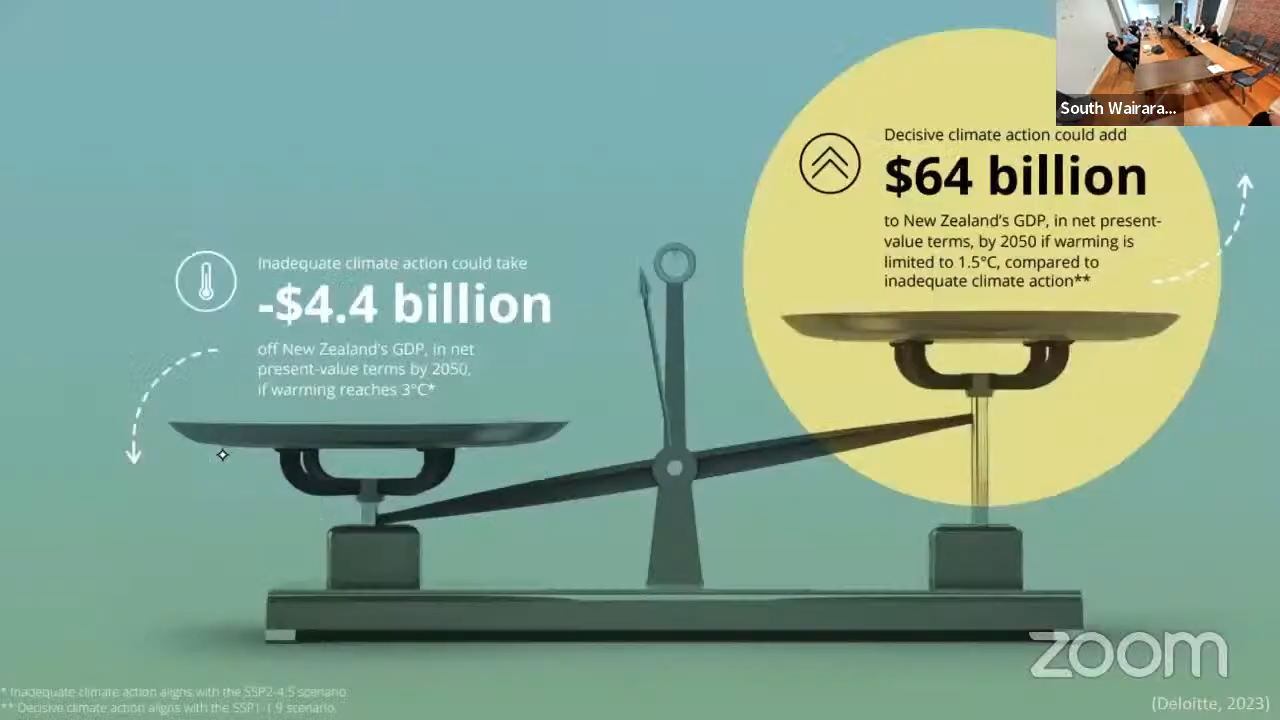 South Wairara...
Decisive climate action could add
$64 billion
to New Zealand's GDP, in net present-
value terms, by 2050 if warming is
limited to 1.5°C, compared to
inadequate climate action**
Inadequate climate action could take
-$4.4 billion
off New Zealand's GDP, in net
present-value terms by 2050,
if warming reaches 3°C*
zoom
* Inadequate climate action aligns with the SSP2-4.5 scenario.
** Decisive climate action aligns with the SSP1-1.9 scenario.
(Deloitte, 2023)